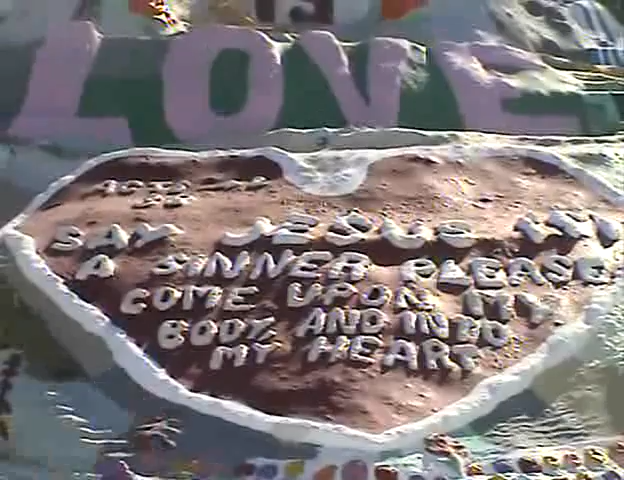 LOVE
SAY JESUS I'M
A SINNER PLEASE
COME UPON MY
BODY AND INTO
MY HEART